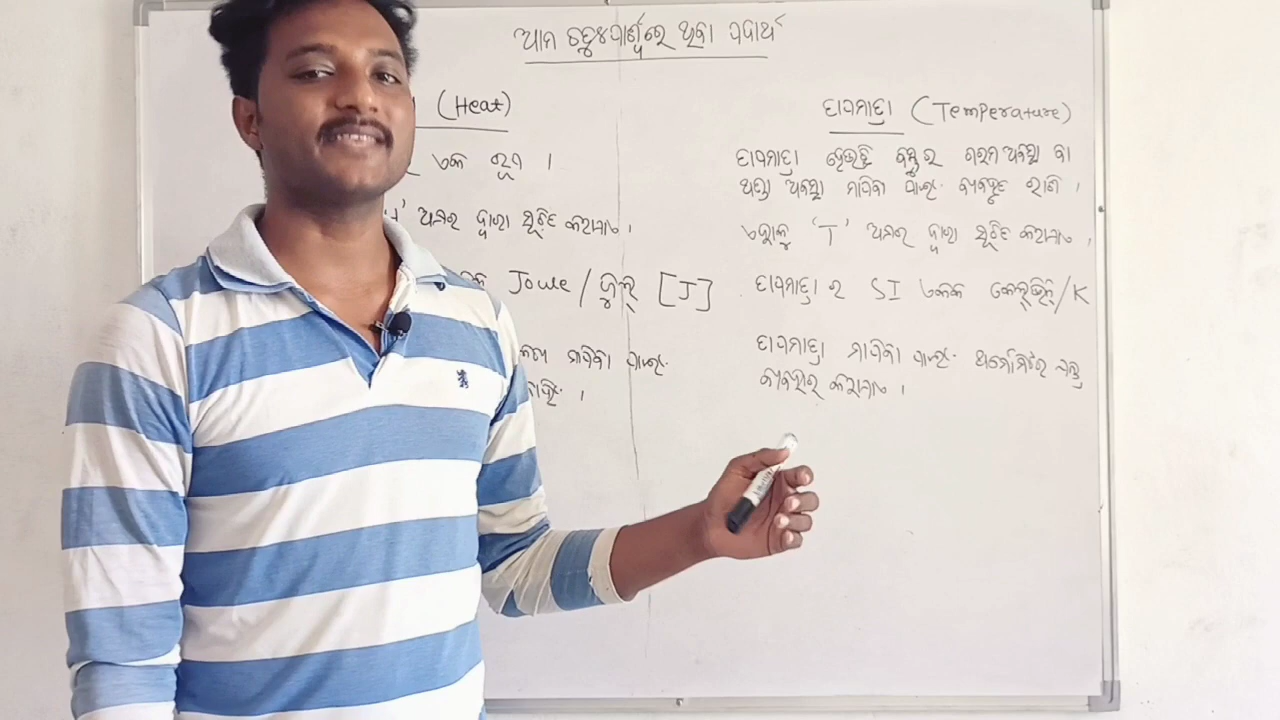 ଆମ ଚତୁଃପାର୍ଶ୍ୱରେ ଥିବା ପଦାର୍ଥ
(Heat)
ଏକ ରୂପ ।
ଅକ୍ଷର ଦ୍ୱାରା ସୂଚିତ କରାଯାଏ ।
Joule / ଜୁଲ୍ [J]
ମାପିବା ପାଇଁ
।
ତାପମାତ୍ରା (Temperature)
ତାପମାତ୍ରା ହେଉଛି ବସ୍ତୁର ଗରମ ଅବସ୍ଥା ବା
ଥଣ୍ଡା ଅବସ୍ଥା ମାପିବା ପାଇଁ ବ୍ୟବହୃତ ରାଶି ।
ଏହାକୁ 'T' ଅକ୍ଷର ଦ୍ୱାରା ସୂଚିତ କରାଯାଏ ।
ତାପମାତ୍ରା ର SI ଏକକ କେଲ୍‌ଭିନ୍/K
ତାପମାତ୍ରା ମାପିବା ପାଇଁ ଥର୍ମୋମିଟର ଯନ୍ତ୍ର
ବ୍ୟବହାର କରାଯାଏ ।